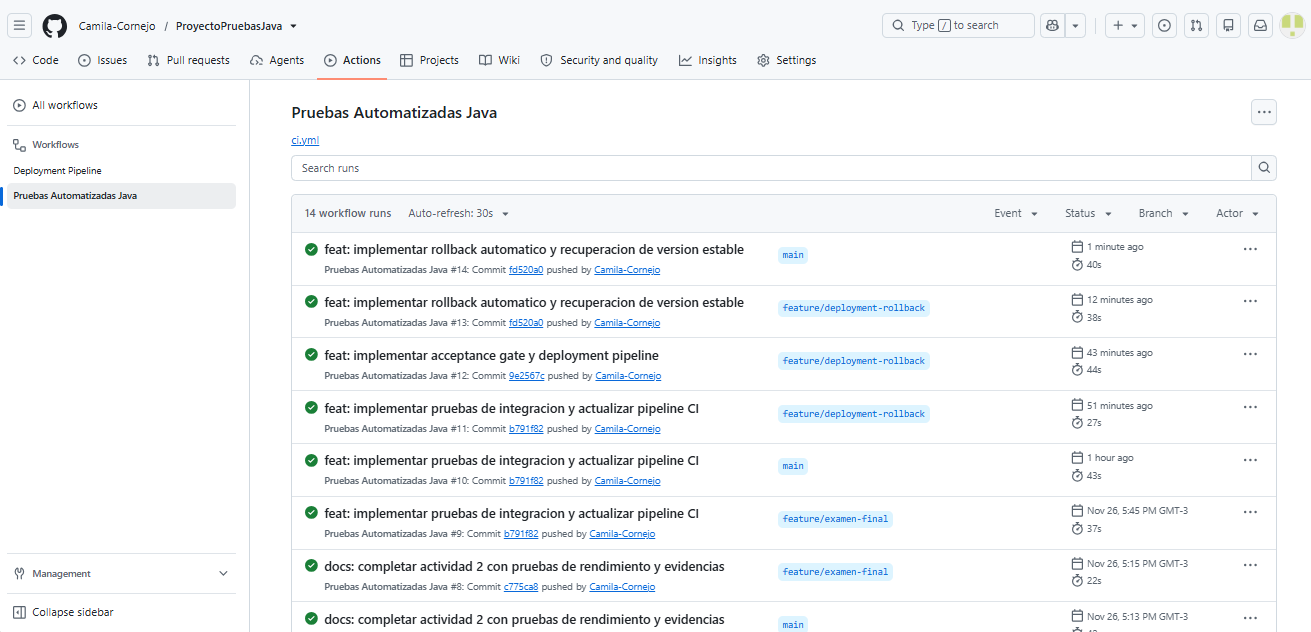 Camila-Cornejo / ProyectoPruebasJava
Type / to search
Code Issues Pull requests Agents Actions Projects Wiki Security and quality Insights Settings
All workflows
Workflows
Deployment Pipeline
Pruebas Automatizadas Java
Management
Collapse sidebar
Pruebas Automatizadas Java
ci.yml
Search runs
14 workflow runs Auto-refresh: 30s Event Status Branch Actor
feat: implementar rollback automatico y recuperacion de version estable
Pruebas Automatizadas Java #14: Commit fd520a0 pushed by Camila-Cornejo
main
1 minute ago
40s
feat: implementar rollback automatico y recuperacion de version estable
Pruebas Automatizadas Java #13: Commit fd520a0 pushed by Camila-Cornejo
feature/deployment-rollback
12 minutes ago
38s
feat: implementar acceptance gate y deployment pipeline
Pruebas Automatizadas Java #12: Commit 9e2567c pushed by Camila-Cornejo
feature/deployment-rollback
43 minutes ago
44s
feat: implementar pruebas de integracion y actualizar pipeline CI
Pruebas Automatizadas Java #11: Commit b791f82 pushed by Camila-Cornejo
feature/deployment-rollback
51 minutes ago
27s
feat: implementar pruebas de integracion y actualizar pipeline CI
Pruebas Automatizadas Java #10: Commit b791f82 pushed by Camila-Cornejo
main
1 hour ago
43s
feat: implementar pruebas de integracion y actualizar pipeline CI
Pruebas Automatizadas Java #9: Commit b791f82 pushed by Camila-Cornejo
feature/examen-final
Nov 26, 5:45 PM GMT-3
37s
docs: completar actividad 2 con pruebas de rendimiento y evidencias
Pruebas Automatizadas Java #8: Commit c775ca8 pushed by Camila-Cornejo
feature/examen-final
Nov 26, 5:15 PM GMT-3
22s
docs: completar actividad 2 con pruebas de rendimiento y evidencias
main
Nov 26, 5:13 PM GMT-3